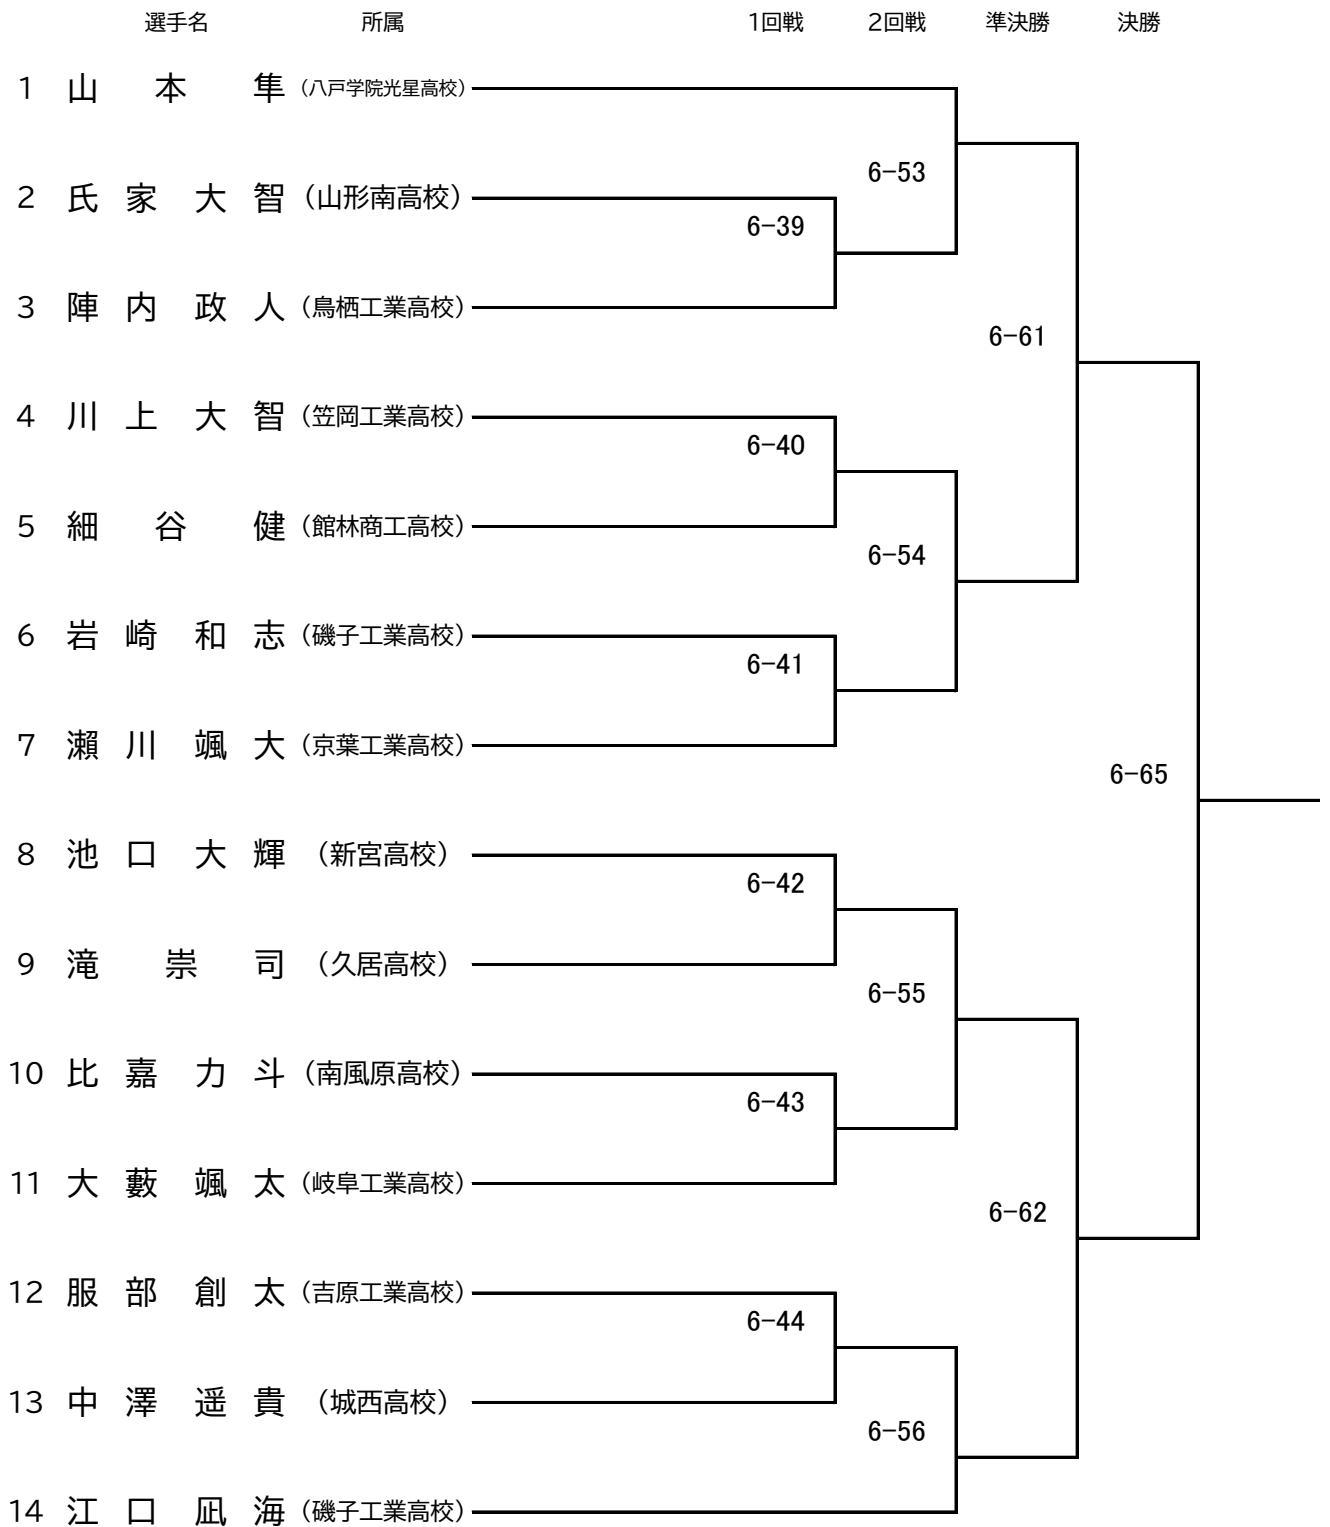 選手名 所属 1回戦 2回戦 準決勝 決勝
1 山本隼 （八戸学院光星高校）
6-53
2 氏家大智 （山形南高校）
6-39
3 陣内政人 （鳥栖工業高校）
6-61
4 川上大智 （笠岡工業高校）
6-40
5 細谷健 （館林商工高校）
6-54
6 岩崎和志 （磯子工業高校）
6-41
7 瀬川颯大 （京葉工業高校）
6-65
8 池口大輝 （新宮高校）
6-42
9 滝崇司 （久居高校）
6-55
10 比嘉力斗 （南風原高校）
6-43
11 大藪颯太 （岐阜工業高校）
6-62
12 服部創太 （吉原工業高校）
6-44
13 中澤遥貴 （城西高校）
6-56
14 江口凪海 （磯子工業高校）